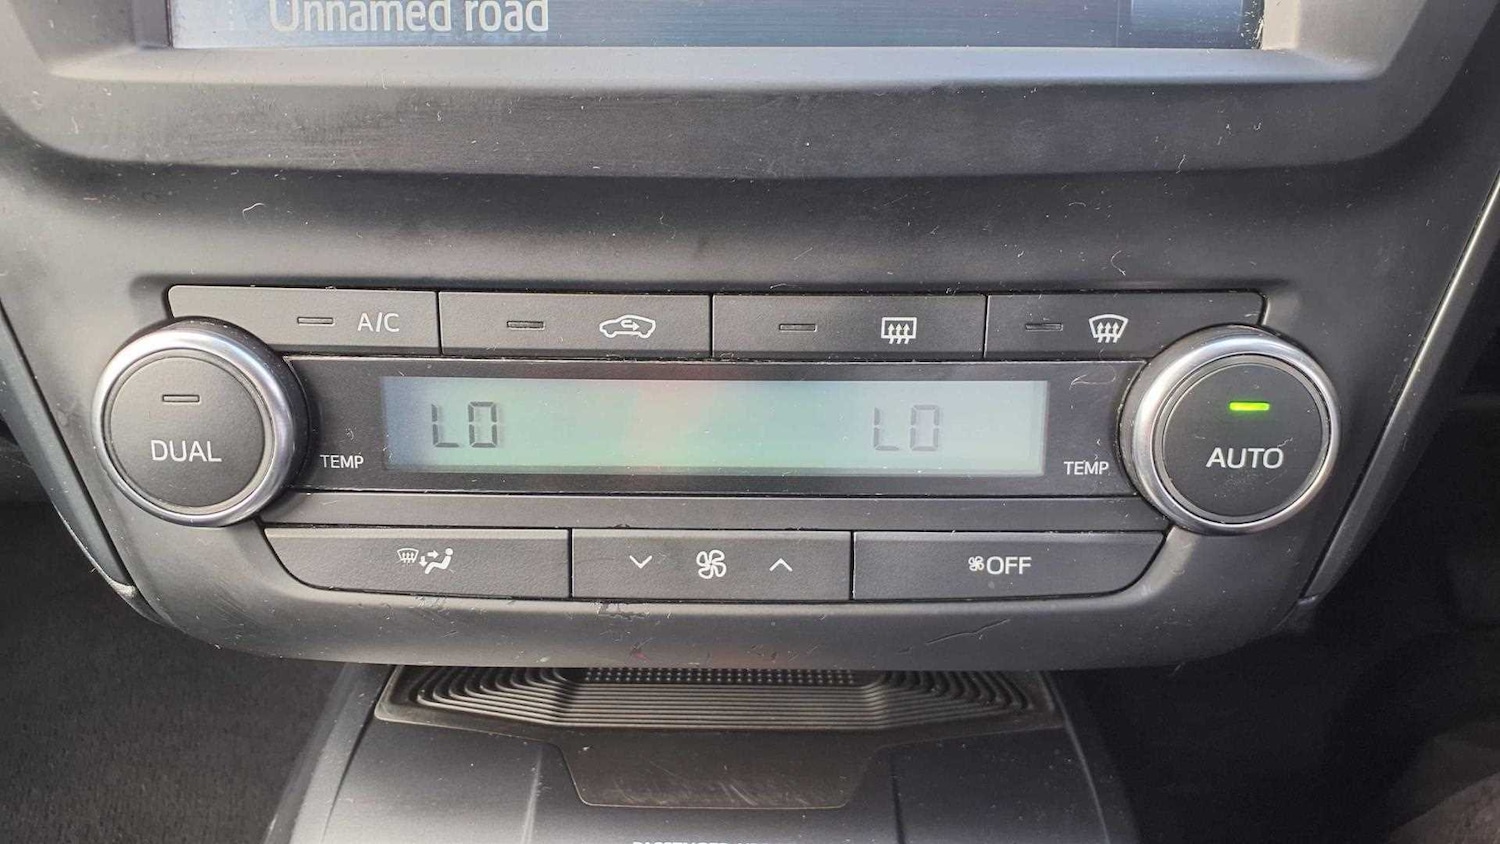 Unnamed road
A/C
LO
LO
DUAL
TEMP
TEMP
AUTO
OFF